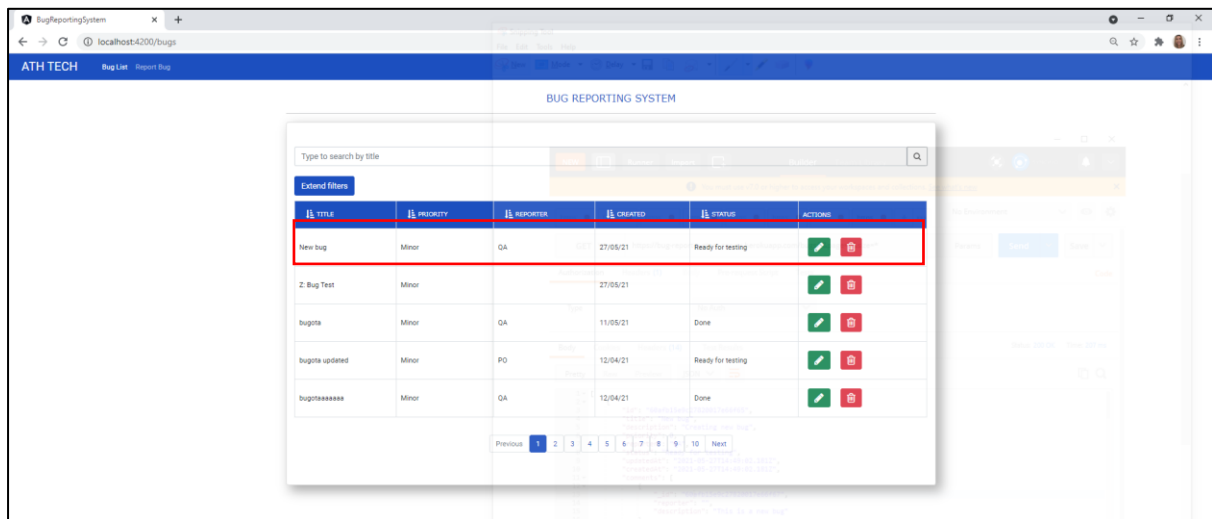 BugReportingSystem
localhost:4200/bugs
ATH TECH Bug List Report Bug
BUG REPORTING SYSTEM
Type to search by title
Extend filters
TITLE PRIORITY REPORTER CREATED STATUS ACTIONS
New bug Minor QA 27/05/21 Ready for testing
Z: Bug Test Minor 27/05/21
bugota Minor QA 11/05/21 Done
bugota updated Minor PO 12/04/21 Ready for testing
bugotaaaaaaa Minor QA 12/04/21 Done
Previous 1 2 3 4 5 6 7 8 9 10 Next